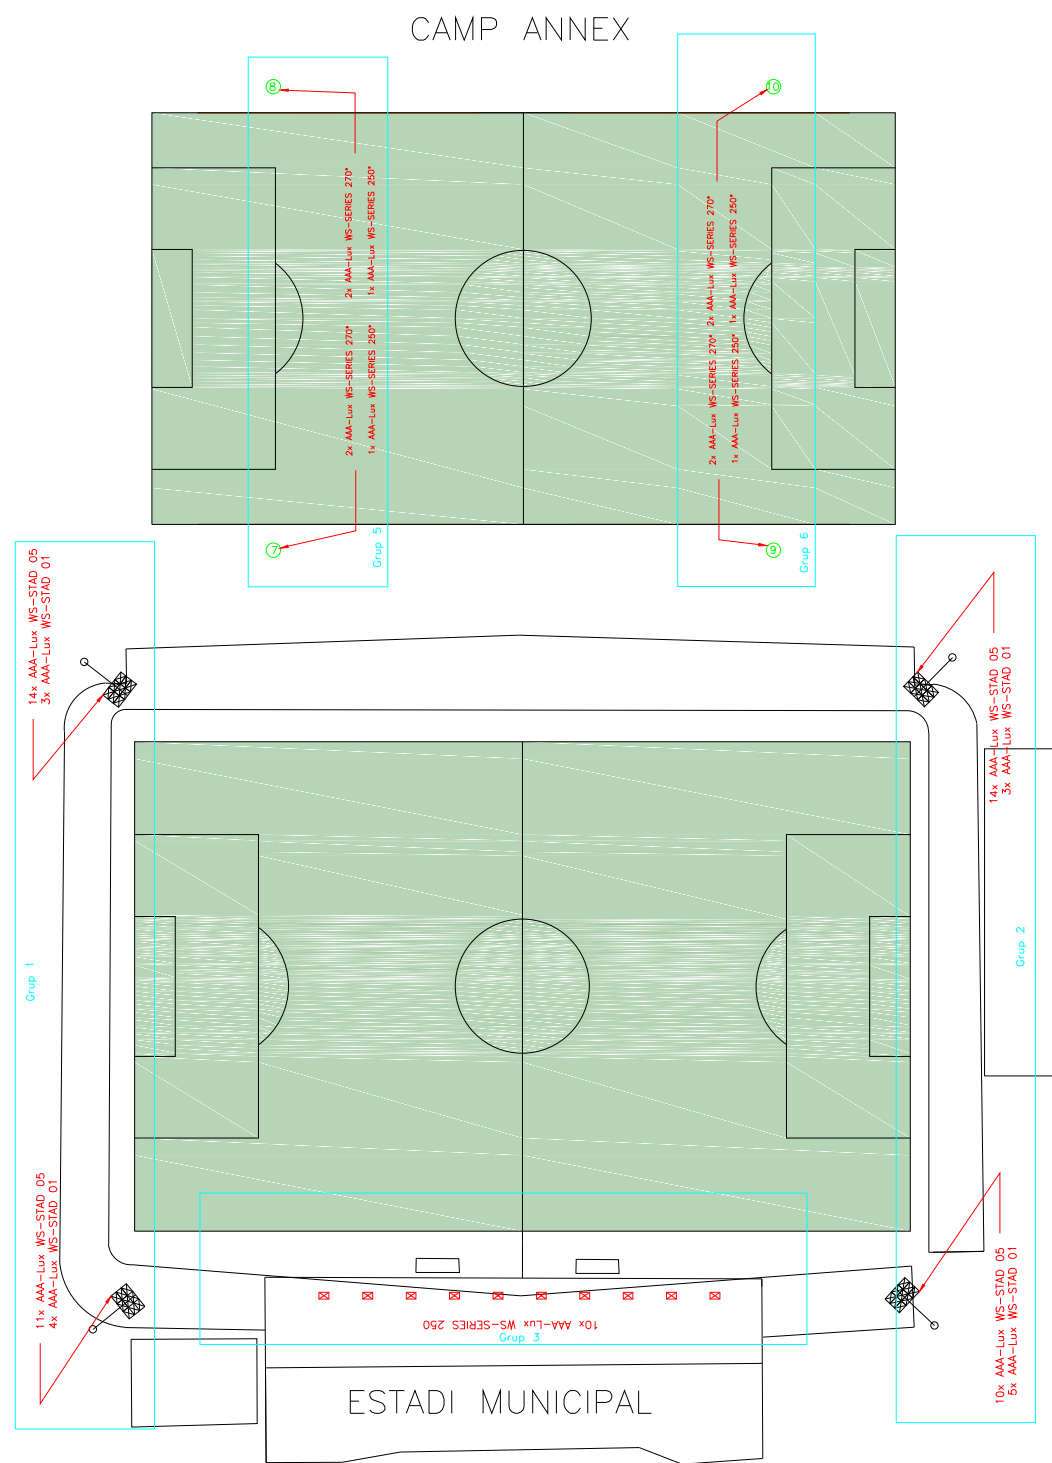 CAMP ANNEX
8
10
2x AAA-Lux WS-SERIES 270°
1x AAA-Lux WS-SERIES 250°
2x AAA-Lux WS-SERIES 270°
1x AAA-Lux WS-SERIES 250°
2x AAA-Lux WS-SERIES 270°
1x AAA-Lux WS-SERIES 250°
2x AAA-Lux WS-SERIES 270°
1x AAA-Lux WS-SERIES 250°
Grup 5
Grup 6
7
9
14x AAA-Lux WS-STAD 05
3x AAA-Lux WS-STAD 01
14x AAA-Lux WS-STAD 05
3x AAA-Lux WS-STAD 01
Grup 1
Grup 2
11x AAA-Lux WS-STAD 05
4x AAA-Lux WS-STAD 01
10x AAA-Lux WS-STAD 05
5x AAA-Lux WS-STAD 01
10x AAA-Lux WS-SERIES 250
Grup 3
ESTADI MUNICIPAL